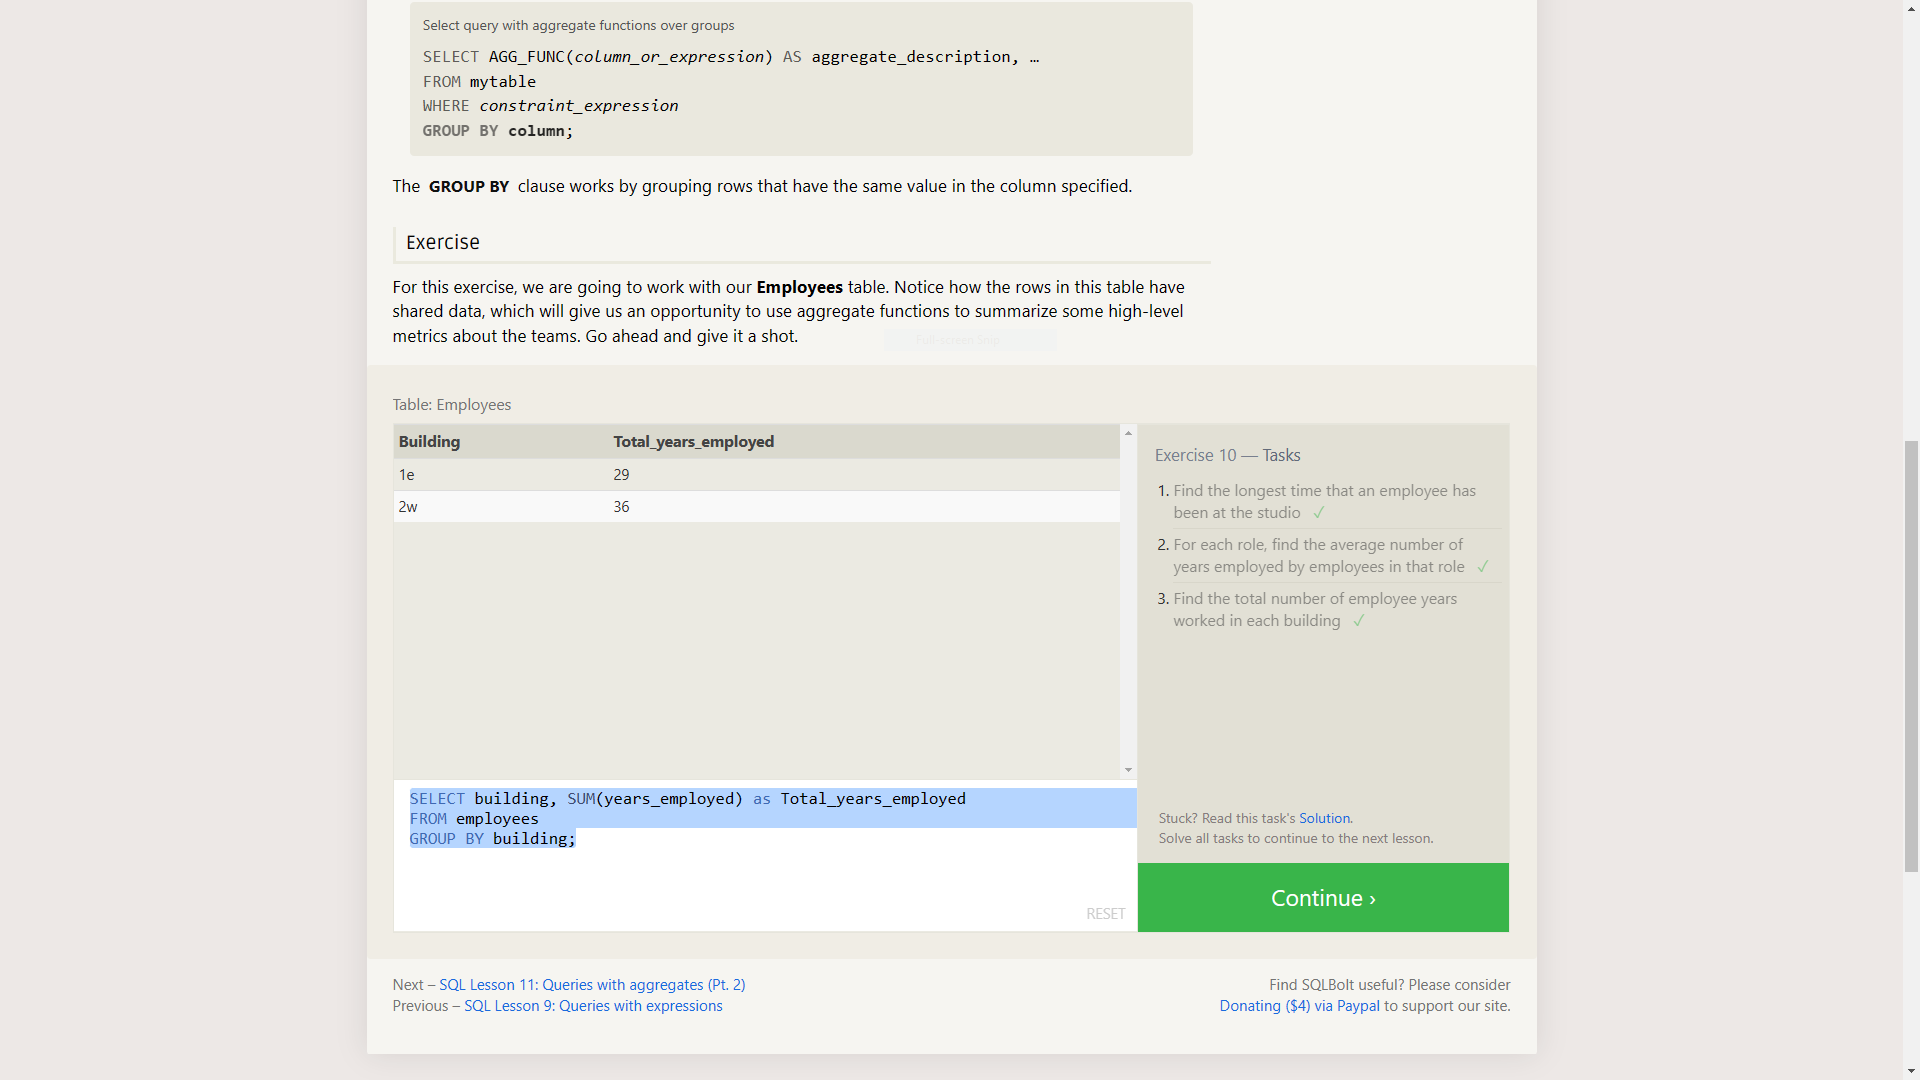 Select query with aggregate functions over groups
SELECT AGG_FUNC(column_or_expression) AS aggregate_description, …
FROM mytable
WHERE constraint_expression
GROUP BY column;
The GROUP BY clause works by grouping rows that have the same value in the column specified.
Exercise
For this exercise, we are going to work with our Employees table. Notice how the rows in this table have
shared data, which will give us an opportunity to use aggregate functions to summarize some high-level
metrics about the teams. Go ahead and give it a shot.
Full-screen Snip
Table: Employees
Building Total_years_employed
1e 29
2w 36
SELECT building, SUM(years_employed) as Total_years_employed
FROM employees
GROUP BY building;
RESET
Exercise 10 — Tasks
1. Find the longest time that an employee has
been at the studio ✓
2. For each role, find the average number of
years employed by employees in that role ✓
3. Find the total number of employee years
worked in each building ✓
Stuck? Read this task's Solution.
Solve all tasks to continue to the next lesson.
Continue ›
Next – SQL Lesson 11: Queries with aggregates (Pt. 2)
Previous – SQL Lesson 9: Queries with expressions
Find SQLBolt useful? Please consider
Donating ($4) via Paypal to support our site.